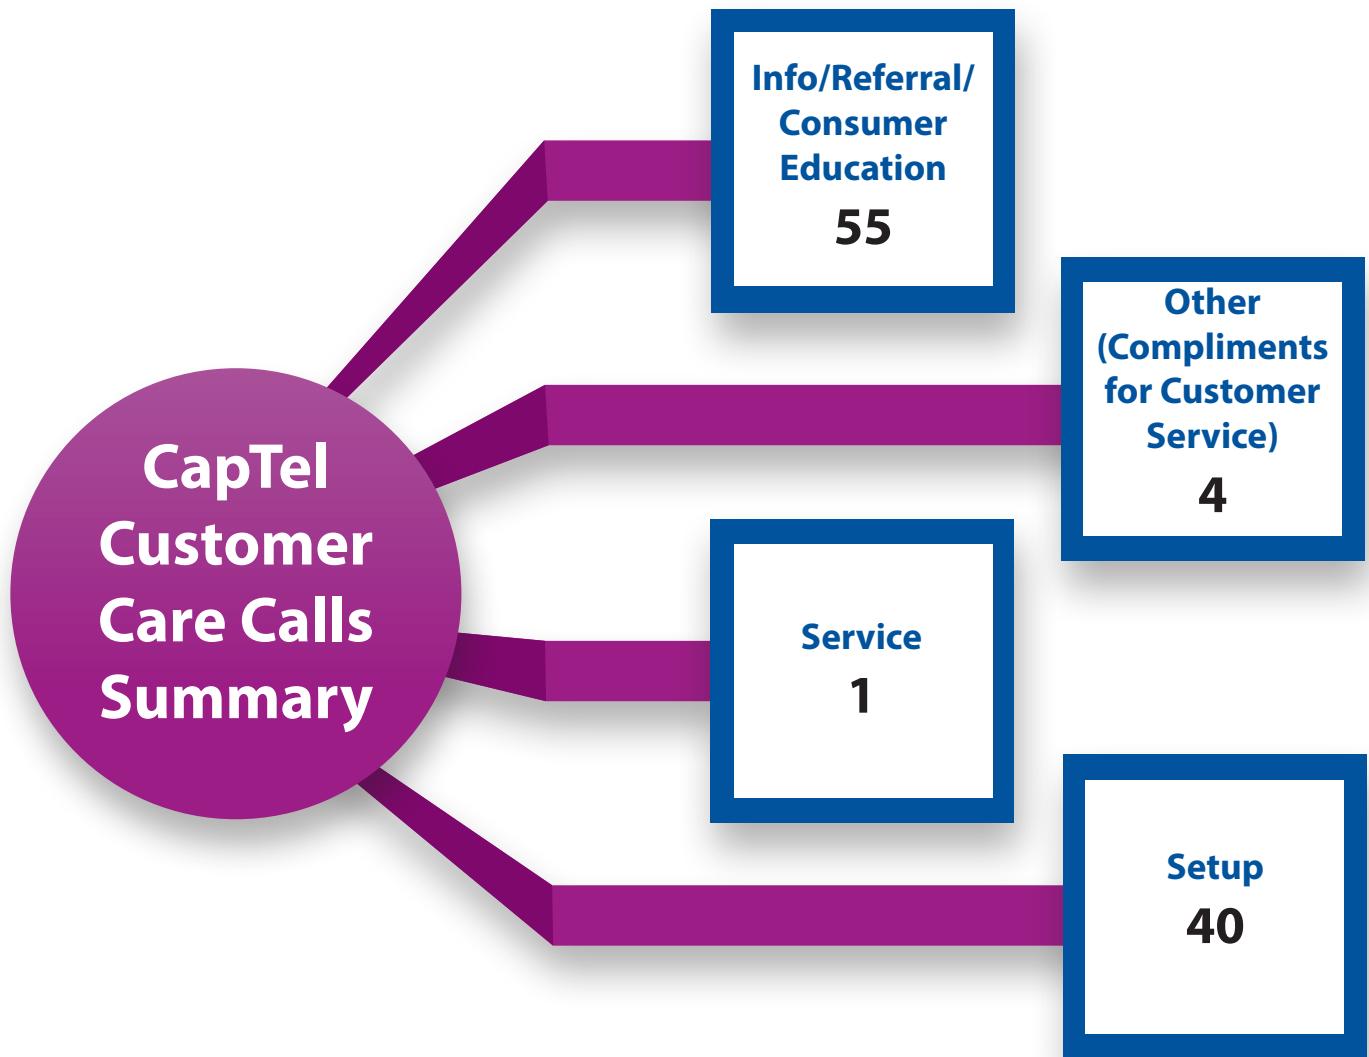 CapTel
Customer
Care Calls
Summary
Info/Referral/
Consumer
Education
55
Other
(Compliments
for Customer
Service)
4
Service
1
Setup
40